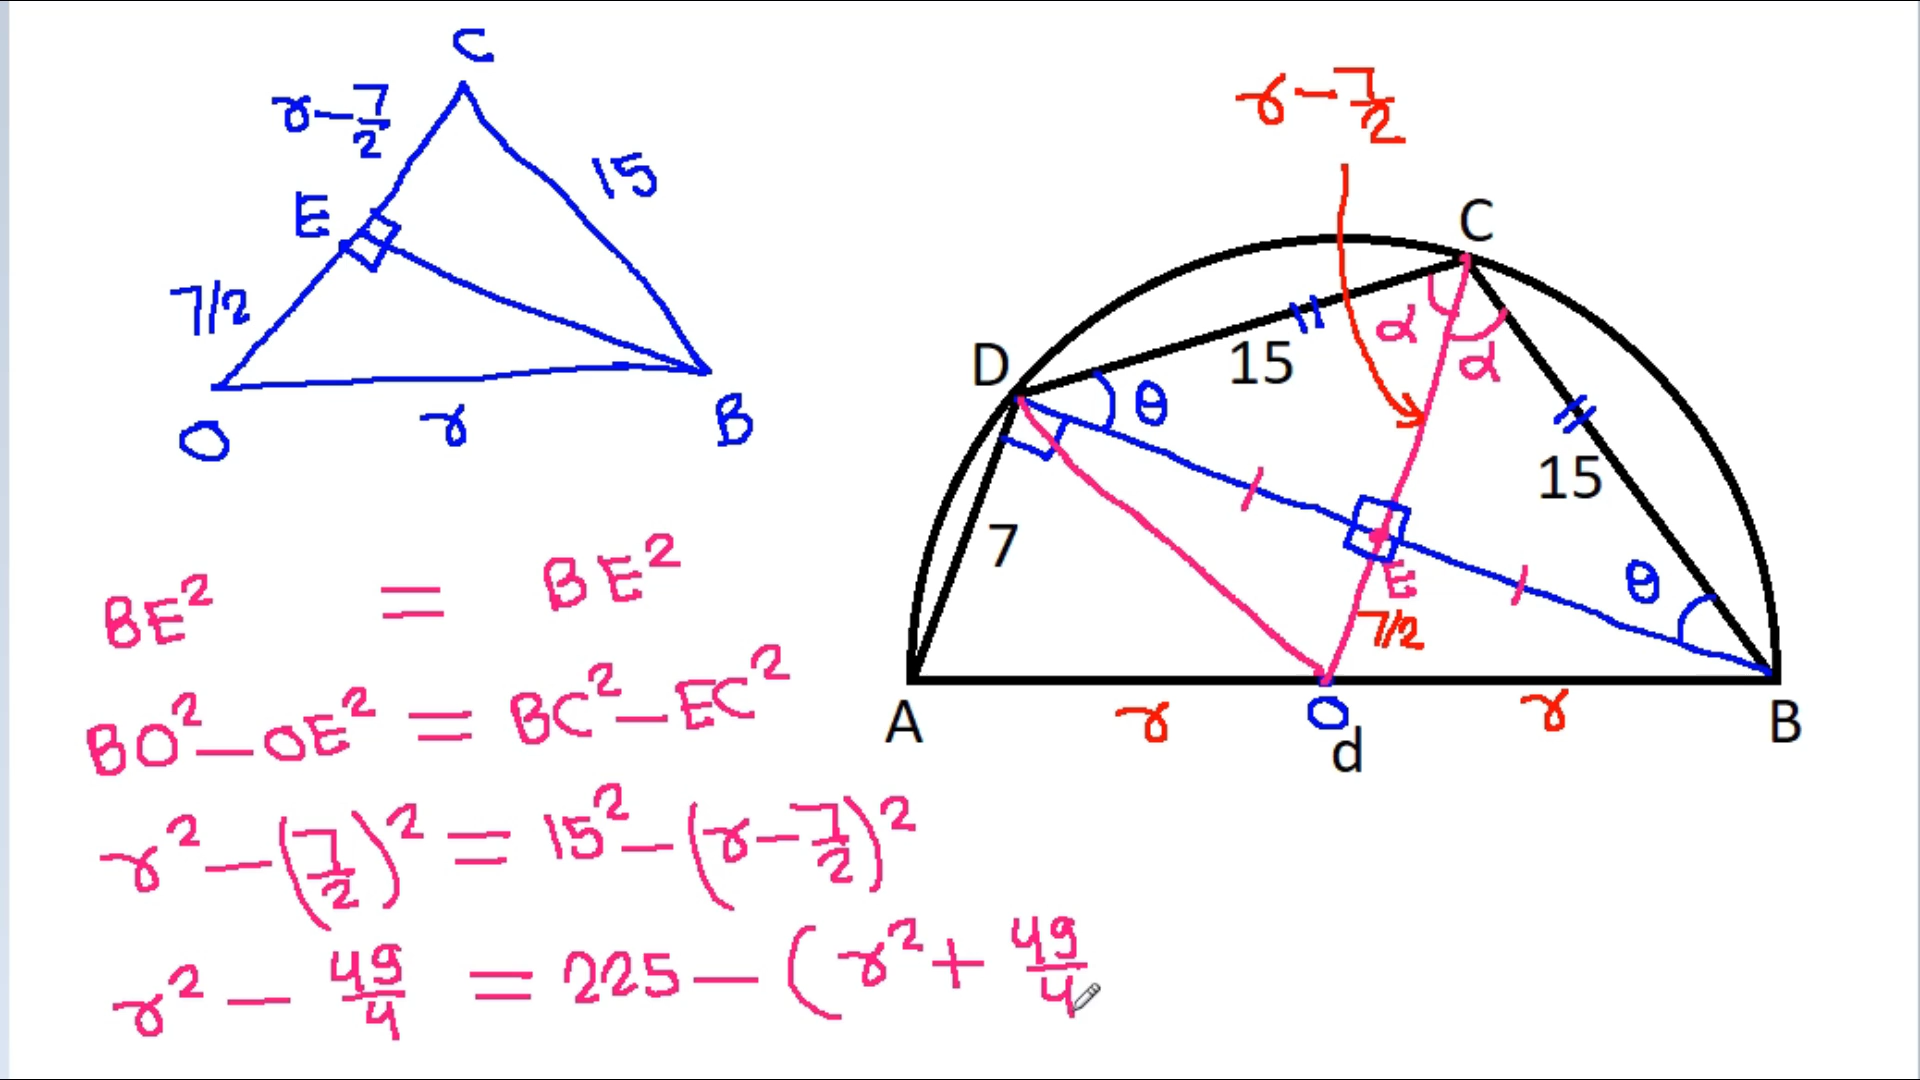 C
r-7/2
15
E
7/2
O
r
B
r-7/2
C
α
α
D
15
θ
15
7
E
θ
7/2
A
r
O
r
B
d
BE² = BE²
BO²-OE² = BC²-EC²
r²-(7/2)² = 15²-(r-7/2)²
r²-49/4 = 225-(r²+49/4